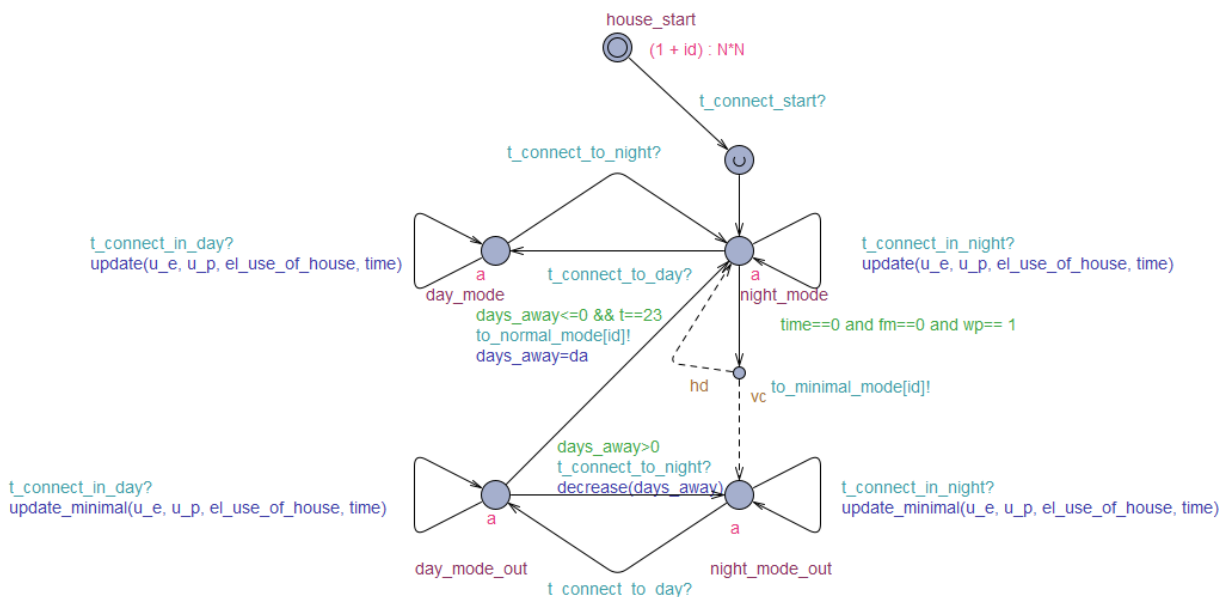 house_start
(1 + id) : N*N
t_connect_start?
t_connect_to_night?
t_connect_in_day?
update(u_e, u_p, el_use_of_house, time)
a
day_mode
t_connect_to_day?
a
night_mode
t_connect_in_night?
update(u_e, u_p, el_use_of_house, time)
days_away<=0 && t==23
to_normal_mode[id]!
days_away=da
time==0 and fm==0 and wp== 1
hd
vc
to_minimal_mode[id]!
days_away>0
t_connect_to_night?
decrease(days_away)
t_connect_in_day?
update_minimal(u_e, u_p, el_use_of_house, time)
a
day_mode_out
a
night_mode_out
t_connect_in_night?
update_minimal(u_e, u_p, el_use_of_house, time)
t_connect_to_day?